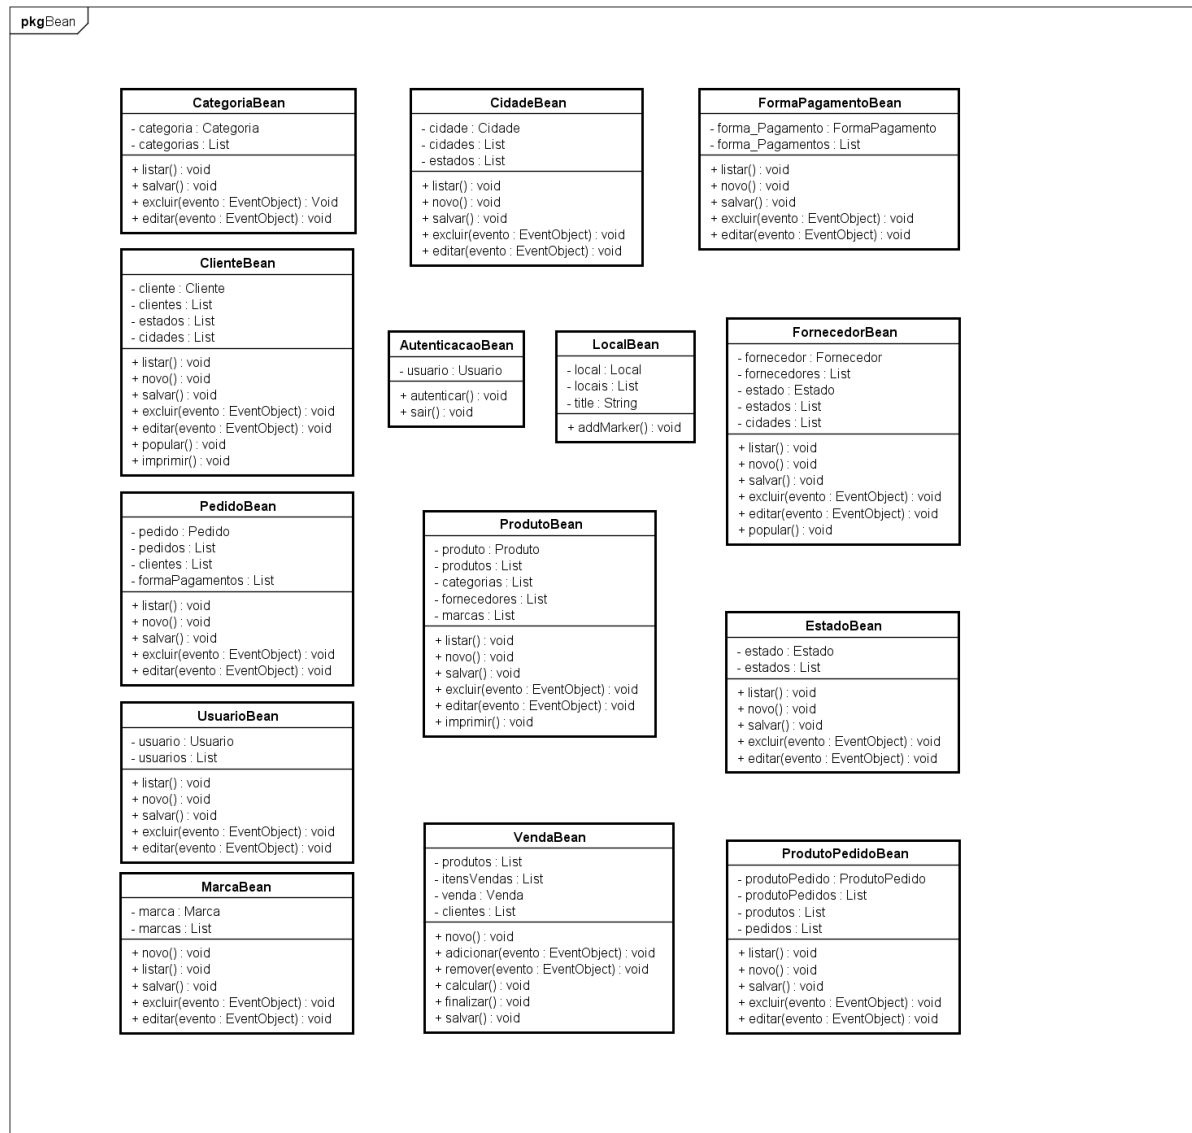 pkgBean
CategoriaBean
- categoria : Categoria
- categorias : List
+ listar() : void
+ salvar() : void
+ excluir(evento : EventObject) : Void
+ editar(evento : EventObject) : void
CidadeBean
- cidade : Cidade
- cidades : List
- estados : List
+ listar() : void
+ novo() : void
+ salvar() : void
+ excluir(evento : EventObject) : void
+ editar(evento : EventObject) : void
FormaPagamentoBean
- forma_Pagamento : FormaPagamento
- forma_Pagamentos : List
+ listar() : void
+ novo() : void
+ salvar() : void
+ excluir(evento : EventObject) : void
+ editar(evento : EventObject) : void
ClienteBean
- cliente : Cliente
- clientes : List
- estados : List
- cidades : List
+ listar() : void
+ novo() : void
+ salvar() : void
+ excluir(evento : EventObject) : void
+ editar(evento : EventObject) : void
+ popular() : void
+ imprimir() : void
AutenticacaoBean
- usuario : Usuario
+ autenticar() : void
+ sair() : void
LocalBean
- local : Local
- locais : List
- title : String
+ addMarker() : void
FornecedorBean
- fornecedor : Fornecedor
- fornecedores : List
- estado : Estado
- estados : List
- cidades : List
+ listar() : void
+ novo() : void
+ salvar() : void
+ excluir(evento : EventObject) : void
+ editar(evento : EventObject) : void
+ popular() : void
PedidoBean
- pedido : Pedido
- pedidos : List
- clientes : List
- formaPagamentos : List
+ listar() : void
+ novo() : void
+ salvar() : void
+ excluir(evento : EventObject) : void
+ editar(evento : EventObject) : void
ProdutoBean
- produto : Produto
- produtos : List
- categorias : List
- fornecedores : List
- marcas : List
+ listar() : void
+ novo() : void
+ salvar() : void
+ excluir(evento : EventObject) : void
+ editar(evento : EventObject) : void
+ imprimir() : void
EstadoBean
- estado : Estado
- estados : List
+ listar() : void
+ novo() : void
+ salvar() : void
+ excluir(evento : EventObject) : void
+ editar(evento : EventObject) : void
UsuarioBean
- usuario : Usuario
- usuarios : List
+ listar() : void
+ novo() : void
+ salvar() : void
+ excluir(evento : EventObject) : void
+ editar(evento : EventObject) : void
VendaBean
- produtos : List
- itensVendas : List
- venda : Venda
- clientes : List
+ novo() : void
+ adicionar(evento : EventObject) : void
+ remover(evento : EventObject) : void
+ calcular() : void
+ finalizar() : void
+ salvar() : void
ProdutoPedidoBean
- produtoPedido : ProdutoPedido
- produtoPedidos : List
- produtos : List
- pedidos : List
+ listar() : void
+ novo() : void
+ salvar() : void
+ excluir(evento : EventObject) : void
+ editar(evento : EventObject) : void
MarcaBean
- marca : Marca
- marcas : List
+ novo() : void
+ listar() : void
+ salvar() : void
+ excluir(evento : EventObject) : void
+ editar(evento : EventObject) : void